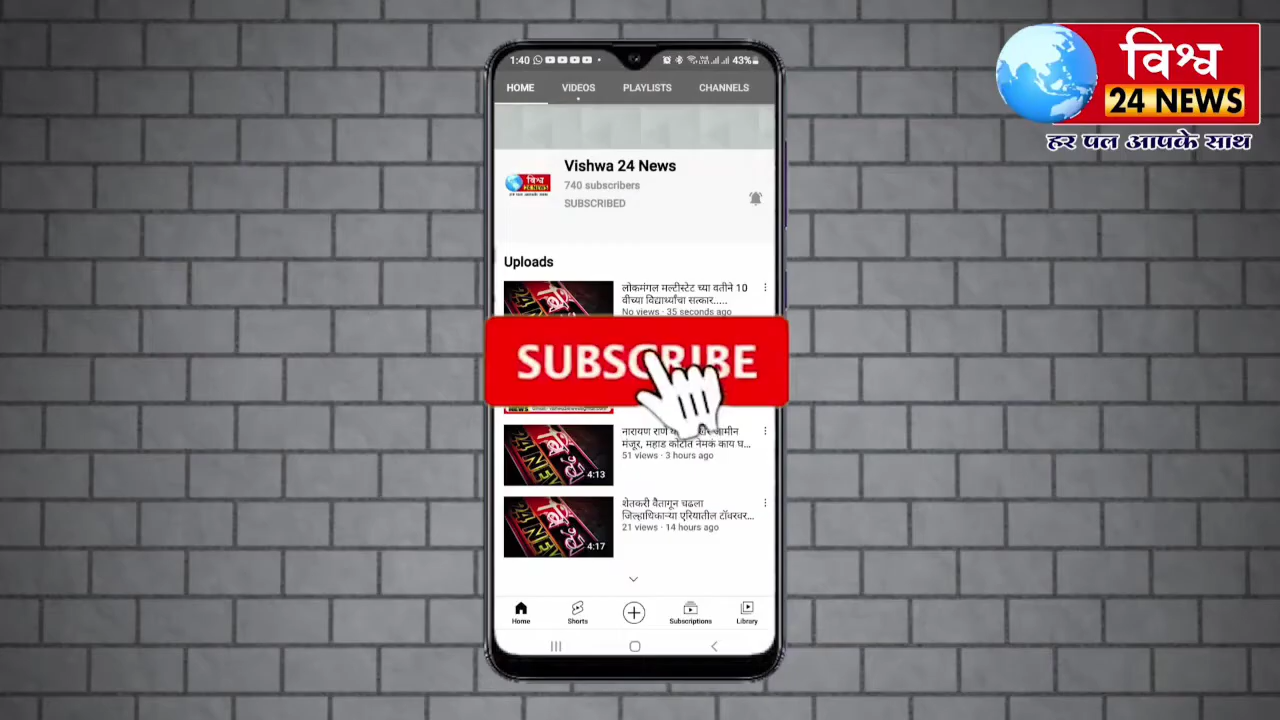 विश्व
24 NEWS
हर पल आपके साथ
1:40
43%
HOME VIDEOS PLAYLISTS CHANNELS
Vishwa 24 News
740 subscribers
SUBSCRIBED
Uploads
लोकमंगल मल्टीस्टेट च्या वतीने 10
वीच्या विद्यार्थ्यांचा सत्कार.....
No views · 35 seconds ago
SUBSCRIBE
नारायण राणे जामीन
मंजूर, महाड कोर्टात नेमकं काय घ...
51 views · 3 hours ago
4:13
शेतकरी वैतागून चढला
जिल्हाधिकाऱ्या एरियातील टॉवरवर...
21 views · 14 hours ago
4:17
Home Shorts Subscriptions Library